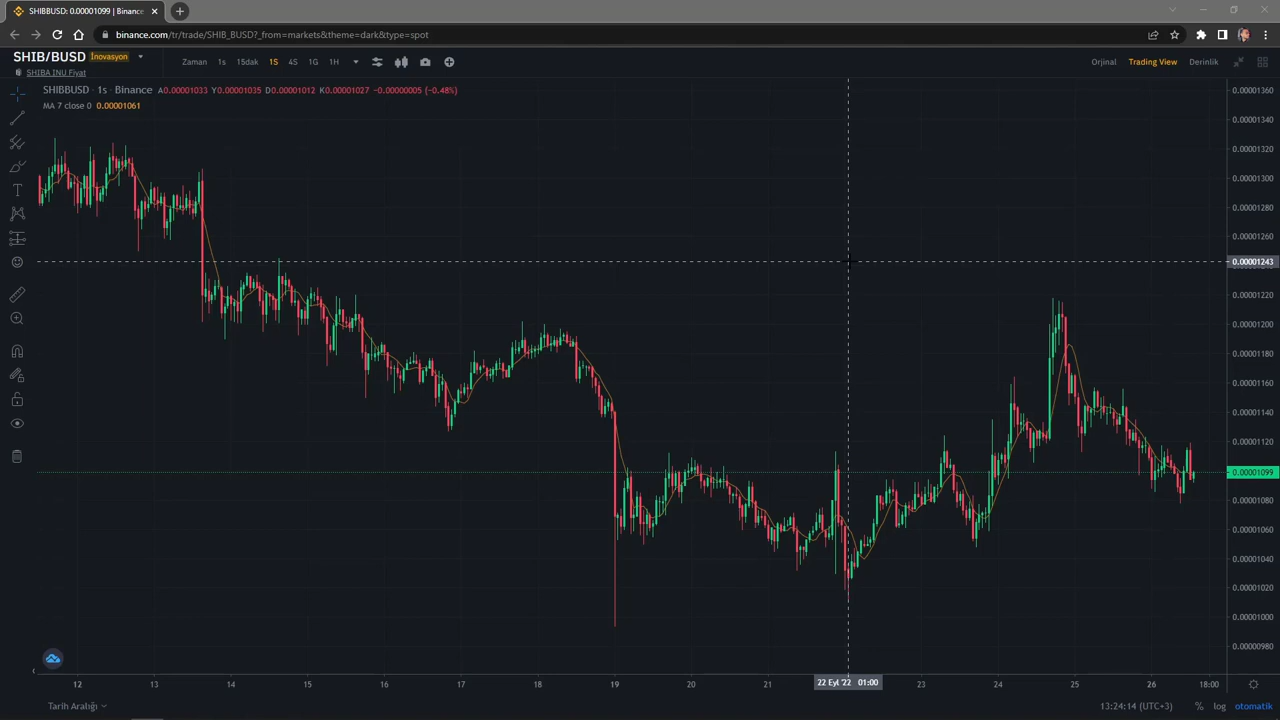 SHIBBUSD: 0.00001099 | Binance
binance.com/tr/trade/SHIB_BUSD?_from=markets&theme=dark&type=spot
SHIB/BUSD İnovasyon
SHIBA INU Fiyat
Zaman 1s 15dak 1S 4S 1G 1H
Orjinal Trading View Derinlik
SHIBBUSD · 1s · Binance A0.00001033 Y0.00001035 D0.00001012 K0.00001027 −0.00000005 (−0.48%)
MA 7 close 0 0.00001061
0.00001360
0.00001340
0.00001320
0.00001300
0.00001280
0.00001260
0.00001243
0.00001220
0.00001200
0.00001180
0.00001160
0.00001140
0.00001120
0.00001099
0.00001080
0.00001060
0.00001040
0.00001020
0.00001000
0.00000980
12 13 14 15 16 17 18 19 20 21 22 Eyl '22 01:00 23 24 25 26 18:00
Tarih Aralığı
13:24:14 (UTC+3) % log otomatik